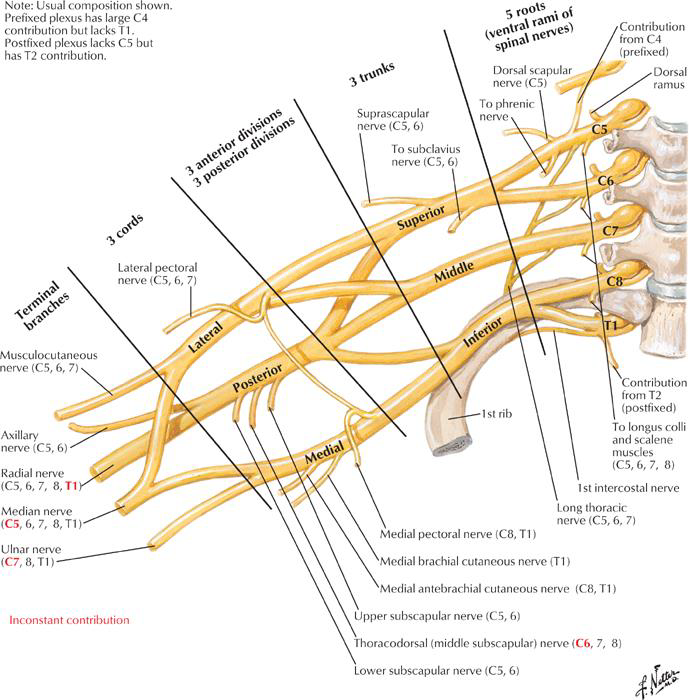 Note: Usual composition shown.
Prefixed plexus has large C4
contribution but lacks T1.
Postfixed plexus lacks C5 but
has T2 contribution.
5 roots
(ventral rami of
spinal nerves)
Contribution
from C4
(prefixed)
3 trunks
Dorsal scapular
nerve (C5)
Dorsal
ramus
To phrenic
nerve
Suprascapular
nerve (C5, 6)
3 anterior divisions
3 posterior divisions
To subclavius
nerve (C5, 6)
C5
C6
C7
C8
T1
Superior
Middle
Inferior
3 cords
Lateral pectoral
nerve (C5, 6, 7)
Terminal
branches
Lateral
Posterior
Medial
Musculocutaneous
nerve (C5, 6, 7)
Axillary
nerve (C5, 6)
Radial nerve
(C5, 6, 7, 8, T1)
Median nerve
(C5, 6, 7, 8, T1)
Ulnar nerve
(C7, 8, T1)
1st rib
Contribution
from T2
(postfixed)
To longus colli
and scalene
muscles
(C5, 6, 7, 8)
1st intercostal nerve
Long thoracic
nerve (C5, 6, 7)
Medial pectoral nerve (C8, T1)
Medial brachial cutaneous nerve (T1)
Medial antebrachial cutaneous nerve (C8, T1)
Upper subscapular nerve (C5, 6)
Thoracodorsal (middle subscapular) nerve (C6, 7, 8)
Lower subscapular nerve (C5, 6)
Inconstant contribution
F. Netter M.D.